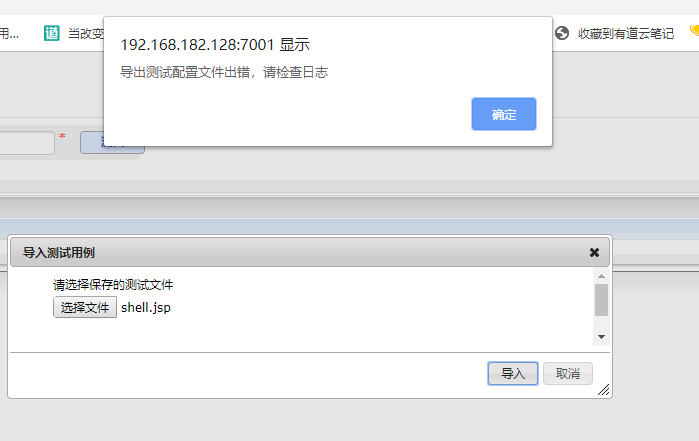 用...
道 当改变
收藏到有道云笔记
192.168.182.128:7001 显示
导出测试配置文件出错，请检查日志
确定
*
导入测试用例
请选择保存的测试文件
选择文件 shell.jsp
导入 取消